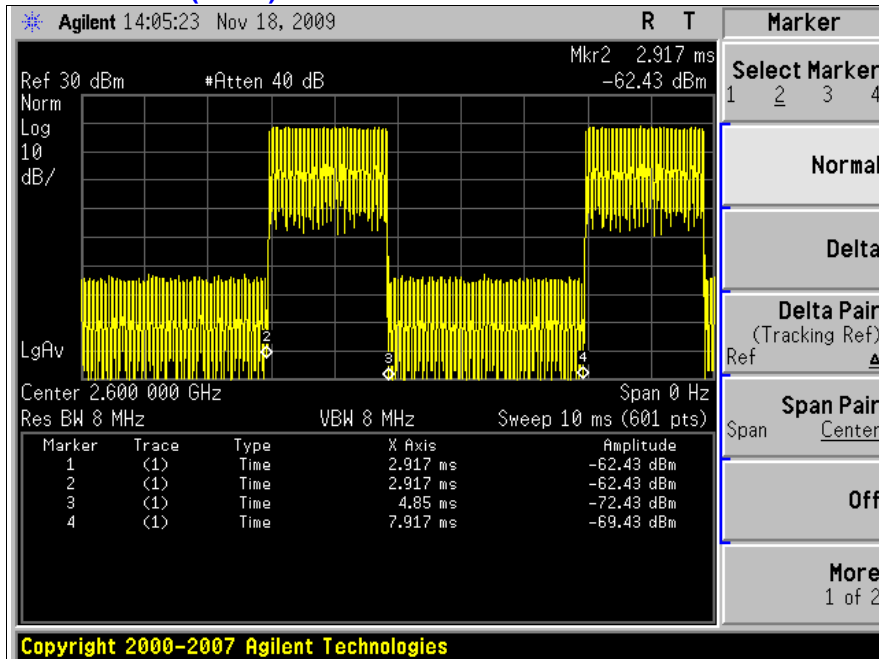 Agilent 14:05:23 Nov 18, 2009 R T
Mkr2 2.917 ms
Ref 30 dBm #Atten 40 dB -62.43 dBm
Norm
Log
10
dB/
LgAv
2
3
4
Center 2.600 000 GHz Span 0 Hz
Res BW 8 MHz VBW 8 MHz Sweep 10 ms (601 pts)
Marker Trace Type X Axis Amplitude
1 (1) Time 2.917 ms -62.43 dBm
2 (1) Time 2.917 ms -62.43 dBm
3 (1) Time 4.85 ms -72.43 dBm
4 (1) Time 7.917 ms -69.43 dBm
Copyright 2000-2007 Agilent Technologies
Marker
Select Marker
1 2 3 4
Normal
Delta
Delta Pair
(Tracking Ref)
Ref Δ
Span Pair
Span Center
Off
More
1 of 2